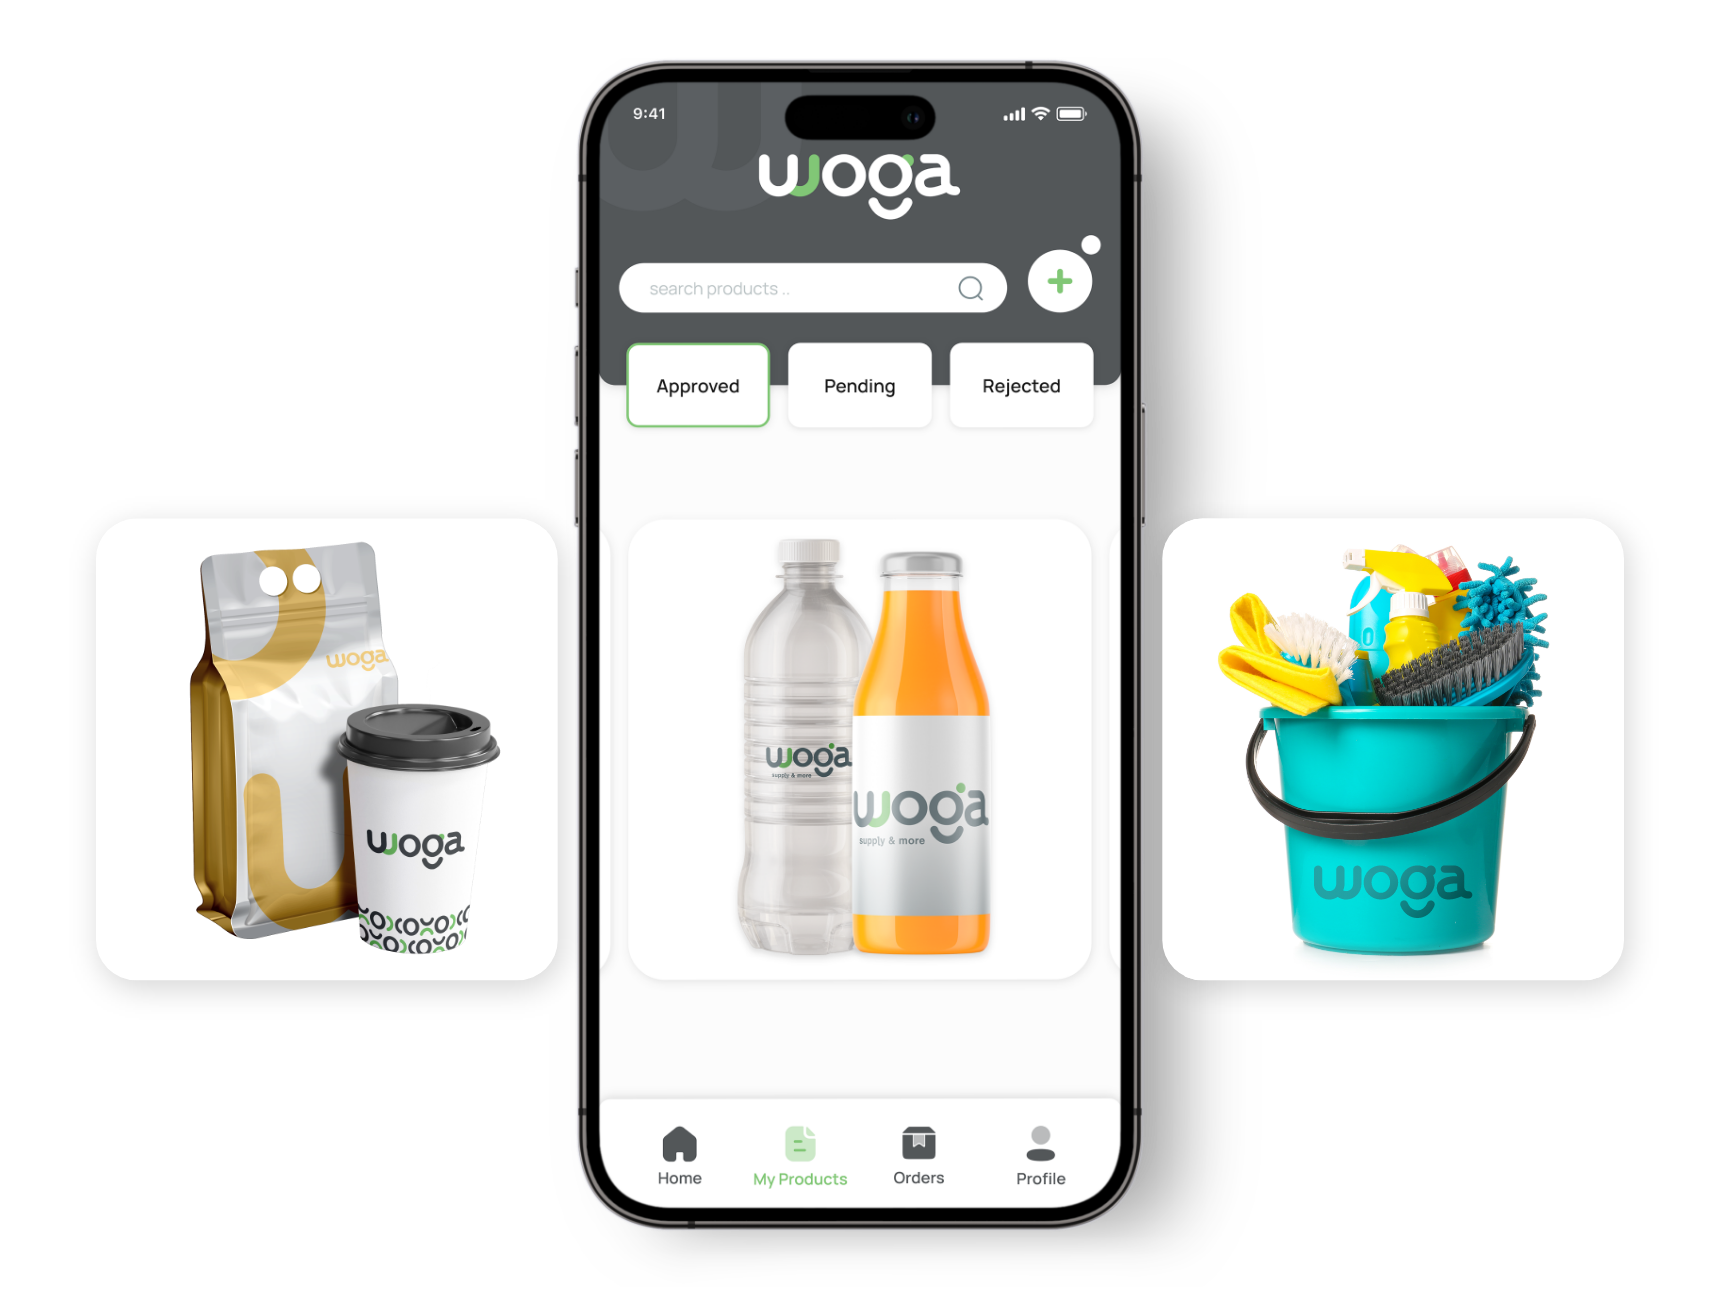 9:41
woga
search products ..
Approved
Pending
Rejected
woga
woga
woga
supply & more
woga
supply & more
woga
Home
My Products
Orders
Profile